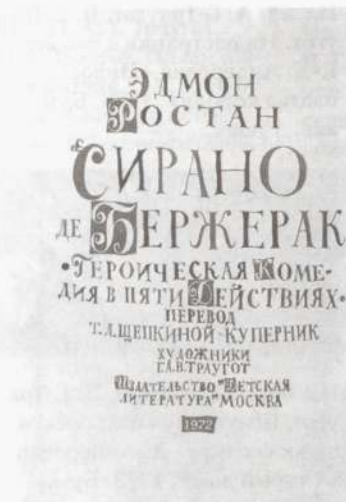 ЭДМОН
РОСТАН
СИРАНО
ДЕ БЕРЖЕРАК
•ГЕРОИЧЕСКАЯ КОМЕ-
ДИЯ В ПЯТИ ДЕЙСТВИЯХ•
ПЕРЕВОД
Т.Л.ЩЕПКИНОЙ-КУПЕРНИК
ХУДОЖНИКИ
Г.А.В.ТРАУГОТ
ИЗДАТЕЛЬСТВО "ДЕТСКАЯ
ЛИТЕРАТУРА" МОСКВА
1972